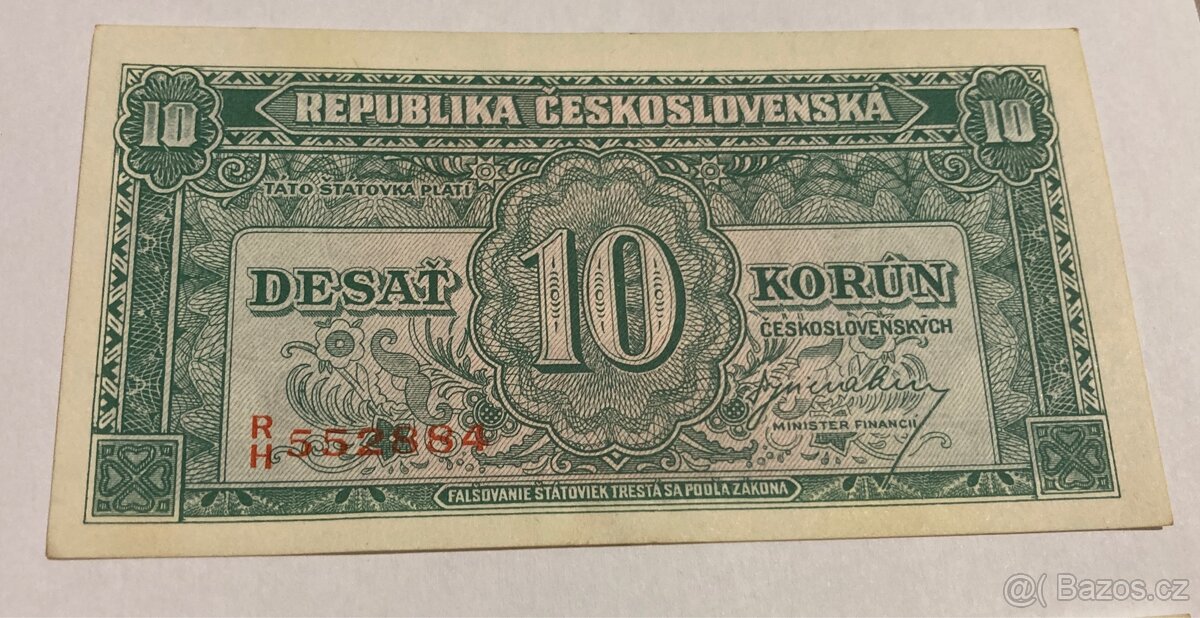 10 REPUBLIKA ČESKOSLOVENSKÁ 10
TÁTO ŠTÁTOVKA PLATÍ
DESAŤ 10 KORÚN
ČESKOSLOVENSKÝCH
MINISTER FINANCIÍ
R
H 552884
FALŠOVANIE ŠTÁTOVIEK TRESTÁ SA PODĽA ZÁKONA
@( Bazos.cz